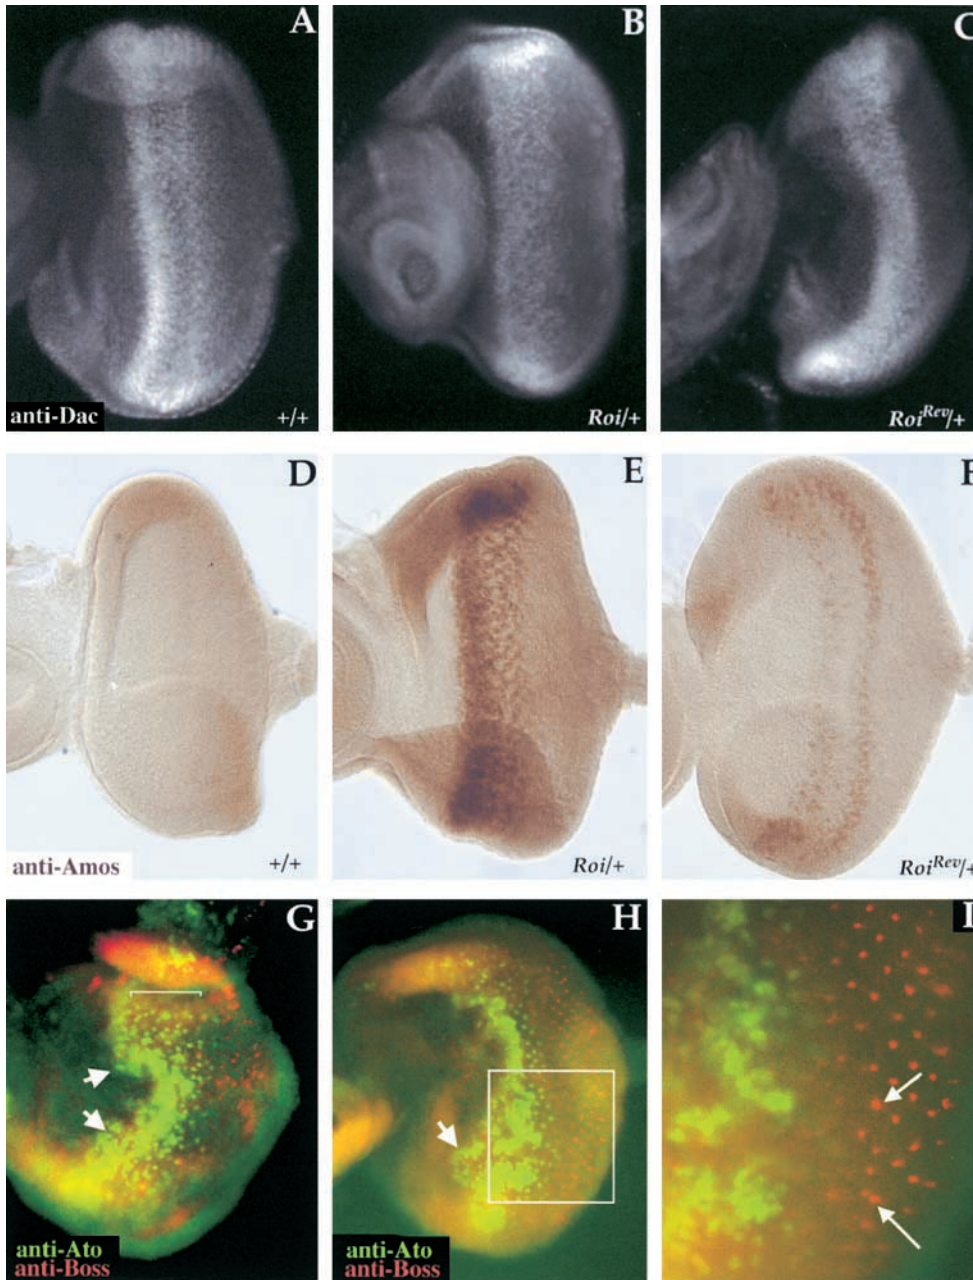 A
B
C
anti-Dac
+/+
Roi/+
Roi^Rev/+
D
E
F
anti-Amos
+/+
Roi/+
Roi^Rev/+
G
H
I
anti-Ato
anti-Boss
anti-Ato
anti-Boss